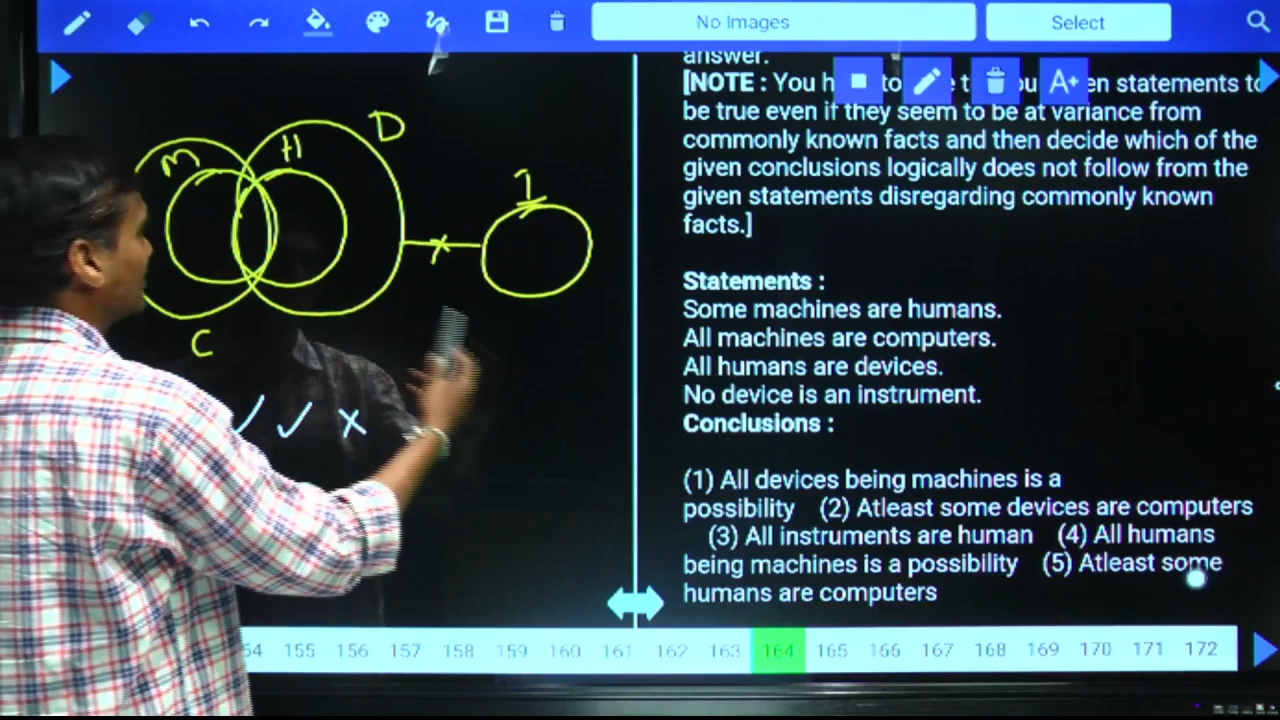 No Images
Select
answer.
[NOTE : You h to en statements to
be true even if they seem to be at variance from
commonly known facts and then decide which of the
given conclusions logically does not follow from the
given statements disregarding commonly known
facts.]
A+
M
H
D
I
C
Statements :
Some machines are humans.
All machines are computers.
All humans are devices.
No device is an instrument.
Conclusions :
(1) All devices being machines is a
possibility (2) Atleast some devices are computers
(3) All instruments are human (4) All humans
being machines is a possibility (5) Atleast some
humans are computers
54 155 156 157 158 159 160 161 162 163 164 165 166 167 168 169 170 171 172